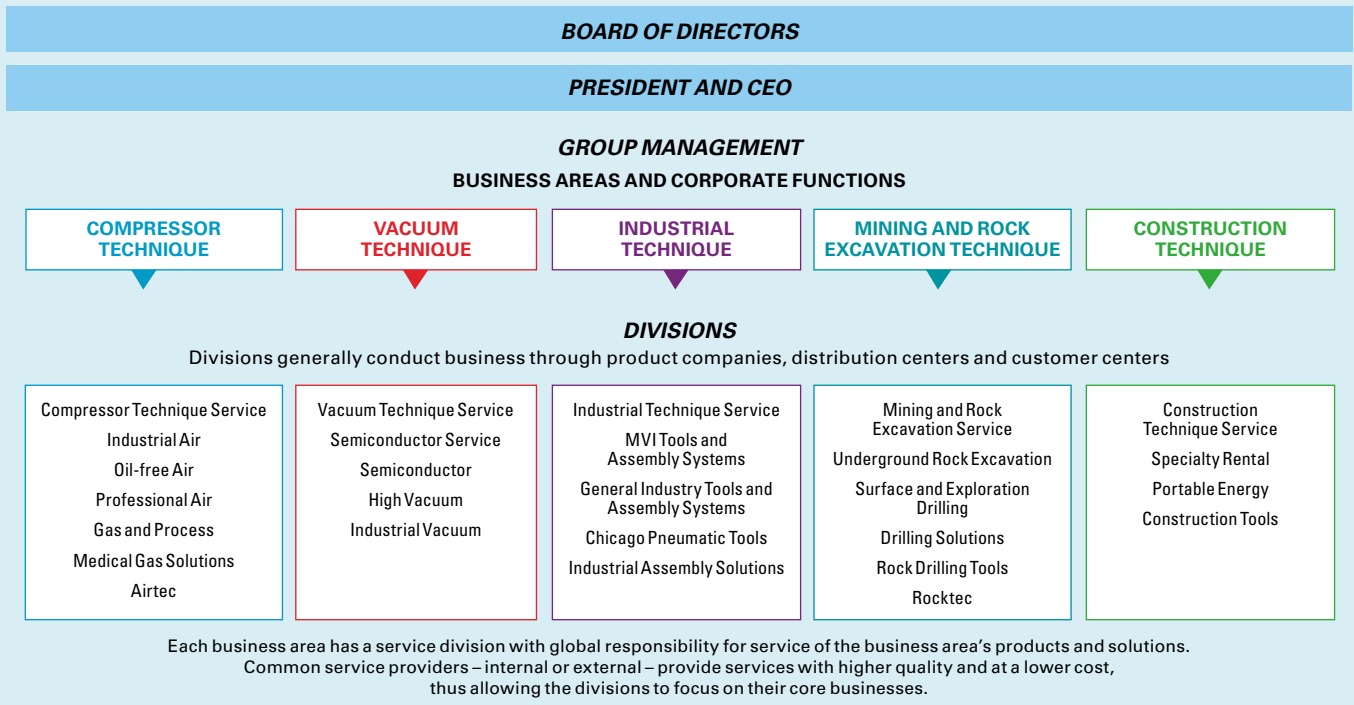 BOARD OF DIRECTORS
PRESIDENT AND CEO
GROUP MANAGEMENT
BUSINESS AREAS AND CORPORATE FUNCTIONS
COMPRESSOR
TECHNIQUE
VACUUM
TECHNIQUE
INDUSTRIAL
TECHNIQUE
MINING AND ROCK
EXCAVATION TECHNIQUE
CONSTRUCTION
TECHNIQUE
DIVISIONS
Divisions generally conduct business through product companies, distribution centers and customer centers
Compressor Technique Service
Industrial Air
Oil-free Air
Professional Air
Gas and Process
Medical Gas Solutions
Airtec
Vacuum Technique Service
Semiconductor Service
Semiconductor
High Vacuum
Industrial Vacuum
Industrial Technique Service
MVI Tools and
Assembly Systems
General Industry Tools and
Assembly Systems
Chicago Pneumatic Tools
Industrial Assembly Solutions
Mining and Rock
Excavation Service
Underground Rock Excavation
Surface and Exploration
Drilling
Drilling Solutions
Rock Drilling Tools
Rocktec
Construction
Technique Service
Specialty Rental
Portable Energy
Construction Tools
Each business area has a service division with global responsibility for service of the business area's products and solutions.
Common service providers – internal or external – provide services with higher quality and at a lower cost,
thus allowing the divisions to focus on their core businesses.